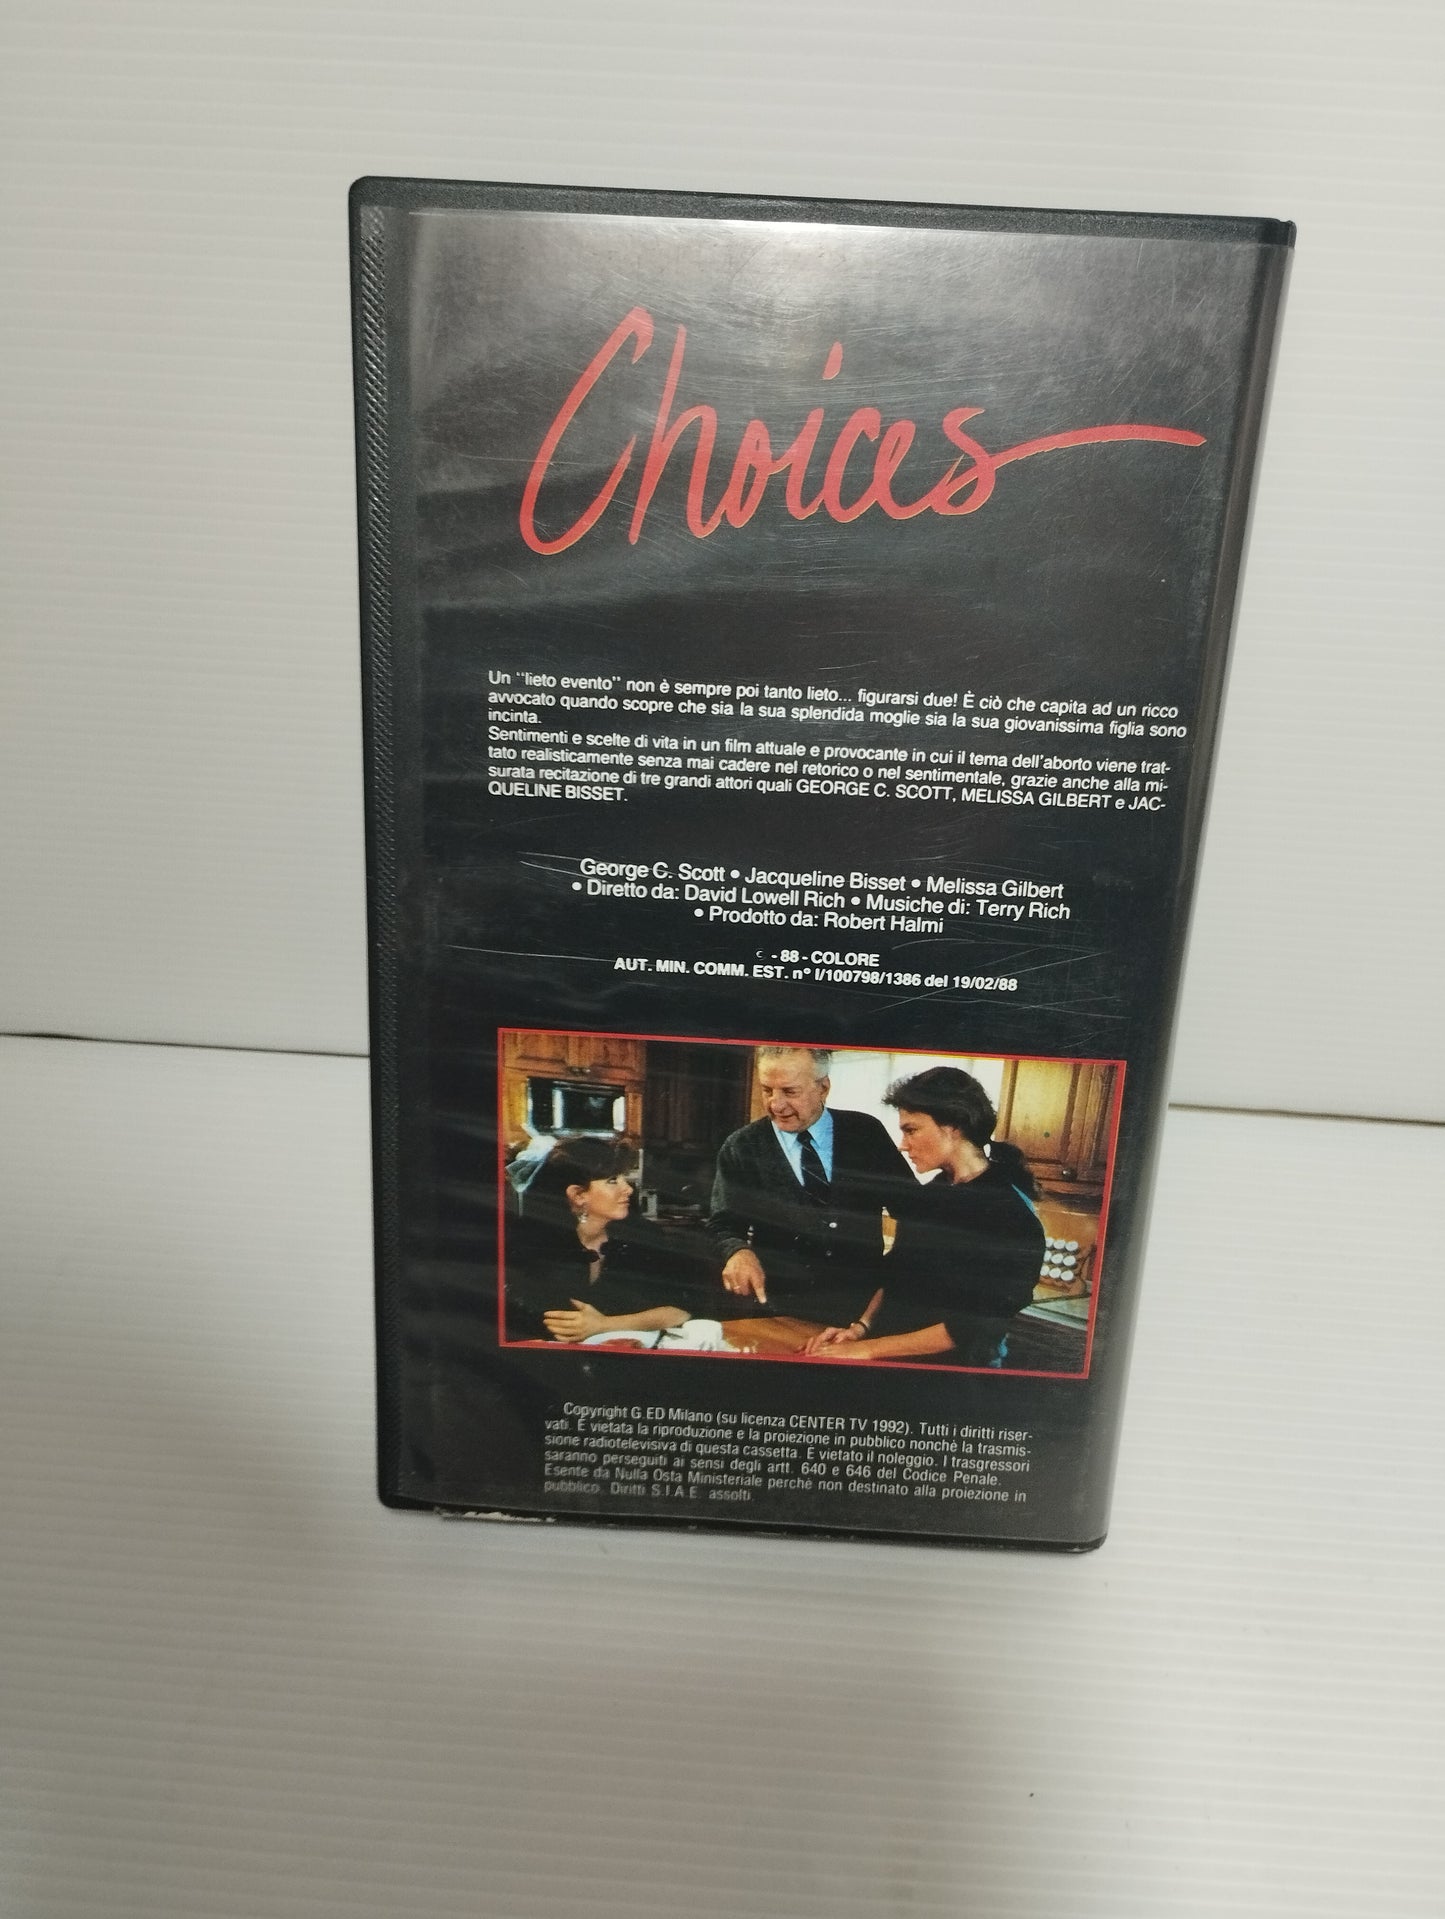 Choices
Un "lieto evento" non è sempre poi tanto lieto... figurarsi due! È ciò che capita ad un ricco
avvocato quando scopre che sia la sua splendida moglie sia la sua giovanissima figlia sono
incinta.
Sentimenti e scelte di vita in un film attuale e provocante in cui il tema dell'aborto viene trat-
tato realisticamente senza mai cadere nel retorico o nel sentimentale, grazie anche alla mi-
surata recitazione di tre grandi attori quali GEORGE C. SCOTT, MELISSA GILBERT e JAC-
QUELINE BISSET.
George C. Scott • Jacqueline Bisset • Melissa Gilbert
• Diretto da: David Lowell Rich • Musiche di: Terry Rich
• Prodotto da: Robert Halmi
c - 88 - COLORE
AUT. MIN. COMM. EST. n° I/100798/1386 del 19/02/88
Copyright G.ED Milano (su licenza CENTER TV 1992). Tutti i diritti riser-
vati. È vietata la riproduzione e la proiezione in pubblico nonchè la trasmis-
sione radiotelevisiva di questa cassetta. È vietato il noleggio. I trasgressori
saranno perseguiti ai sensi degli artt. 640 e 646 del Codice Penale.
Esente da Nulla Osta Ministeriale perchè non destinato alla proiezione in
pubblico. Diritti S.I.A.E. assolti.